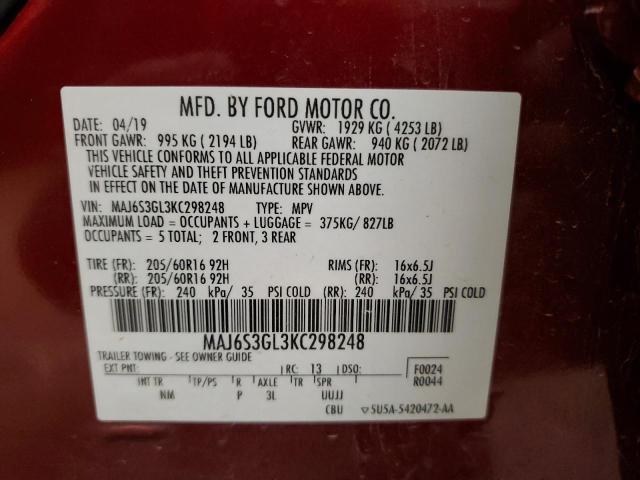 MFD. BY FORD MOTOR CO.
DATE: 04/19 GVWR: 1929 KG ( 4253 LB)
FRONT GAWR: 995 KG ( 2194 LB) REAR GAWR: 940 KG ( 2072 LB)
THIS VEHICLE CONFORMS TO ALL APPLICABLE FEDERAL MOTOR
VEHICLE SAFETY AND THEFT PREVENTION STANDARDS
IN EFFECT ON THE DATE OF MANUFACTURE SHOWN ABOVE.
VIN: MAJ6S3GL3KC298248 TYPE: MPV
MAXIMUM LOAD = OCCUPANTS + LUGGAGE = 375KG/ 827LB
OCCUPANTS = 5 TOTAL; 2 FRONT, 3 REAR
TIRE (FR): 205/60R16 92H RIMS (FR): 16x6.5J
(RR): 205/60R16 92H (RR): 16x6.5J
PRESSURE (FR): 240 kPa/ 35 PSI COLD (RR): 240 kPa/ 35 PSI COLD
MAJ6S3GL3KC298248
TRAILER TOWING - SEE OWNER GUIDE
EXT PNT: RC: 13 DSO: F0024
R0044
INT TR TP/PS R AXLE TR SPR
NM P 3L UUJJ
CBU ▽5U5A-5420472-AA